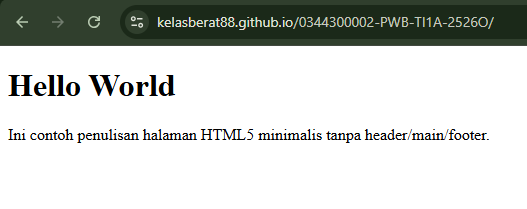 kelasberat88.github.io/0344300002-PWB-TI1A-2526O/
Hello World
Ini contoh penulisan halaman HTML5 minimalis tanpa header/main/footer.